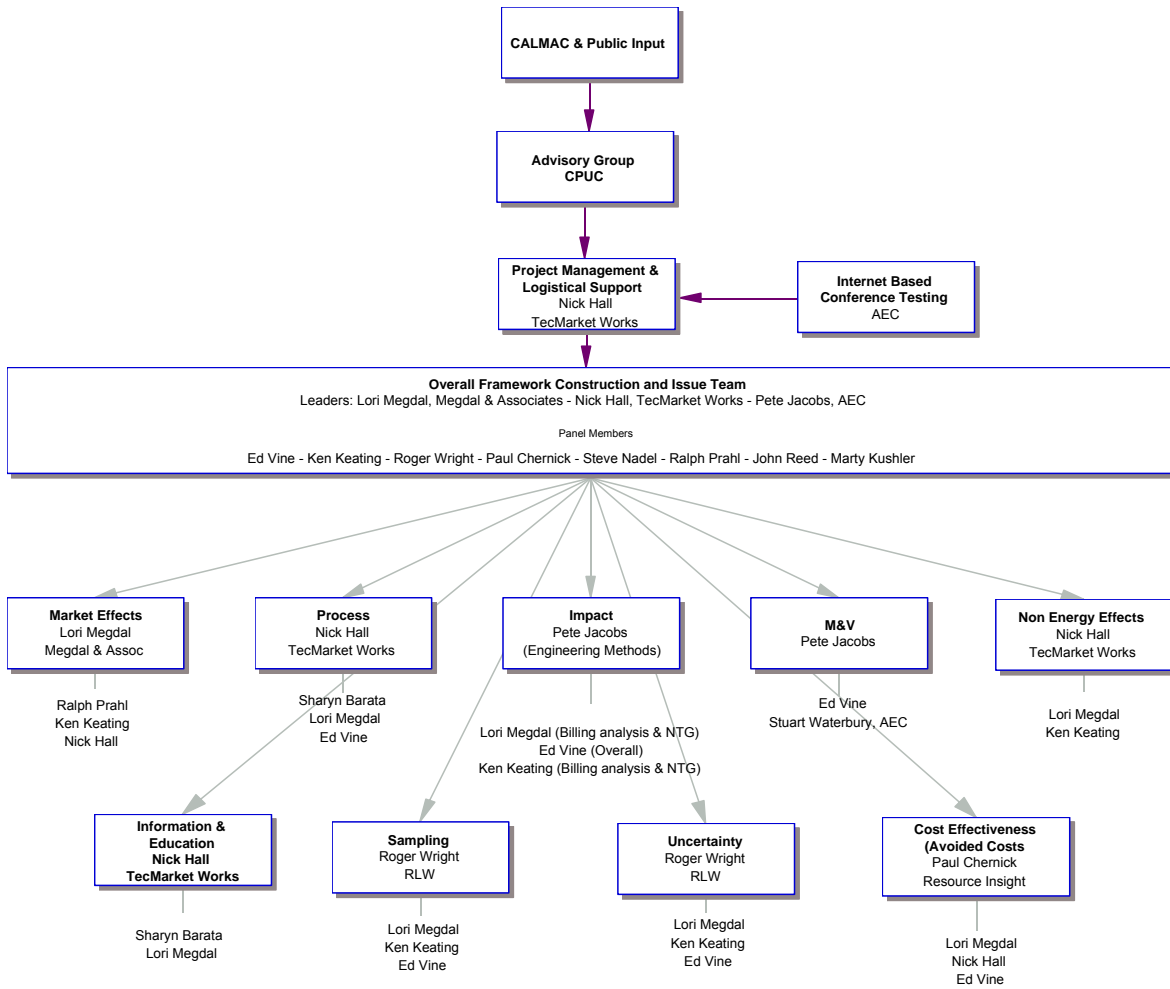 CALMAC & Public Input
Advisory Group
CPUC
Project Management &
Logistical Support
Nick Hall
TecMarket Works
Internet Based
Conference Testing
AEC
Overall Framework Construction and Issue Team
Leaders: Lori Megdal, Megdal & Associates - Nick Hall, TecMarket Works - Pete Jacobs, AEC
Panel Members
Ed Vine - Ken Keating - Roger Wright - Paul Chernick - Steve Nadel - Ralph Prahl - John Reed - Marty Kushler
Market Effects
Lori Megdal
Megdal & Assoc
Ralph Prahl
Ken Keating
Nick Hall
Process
Nick Hall
TecMarket Works
Sharyn Barata
Lori Megdal
Ed Vine
Impact
Pete Jacobs
(Engineering Methods)
Lori Megdal (Billing analysis & NTG)
Ed Vine (Overall)
Ken Keating (Billing analysis & NTG)
M&V
Pete Jacobs
Ed Vine
Stuart Waterbury, AEC
Non Energy Effects
Nick Hall
TecMarket Works
Lori Megdal
Ken Keating
Information &
Education
Nick Hall
TecMarket Works
Sharyn Barata
Lori Megdal
Sampling
Roger Wright
RLW
Lori Megdal
Ken Keating
Ed Vine
Uncertainty
Roger Wright
RLW
Lori Megdal
Ken Keating
Ed Vine
Cost Effectiveness
(Avoided Costs
Paul Chernick
Resource Insight
Lori Megdal
Nick Hall
Ed Vine